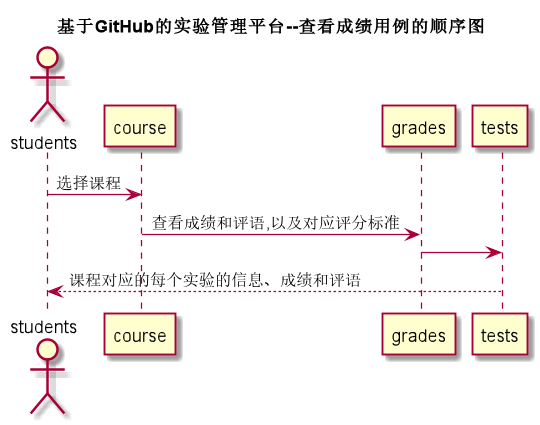 基于GitHub的实验管理平台--查看成绩用例的顺序图
students
course
grades
tests
选择课程
查看成绩和评语,以及对应评分标准
课程对应的每个实验的信息、成绩和评语
students
course
grades
tests